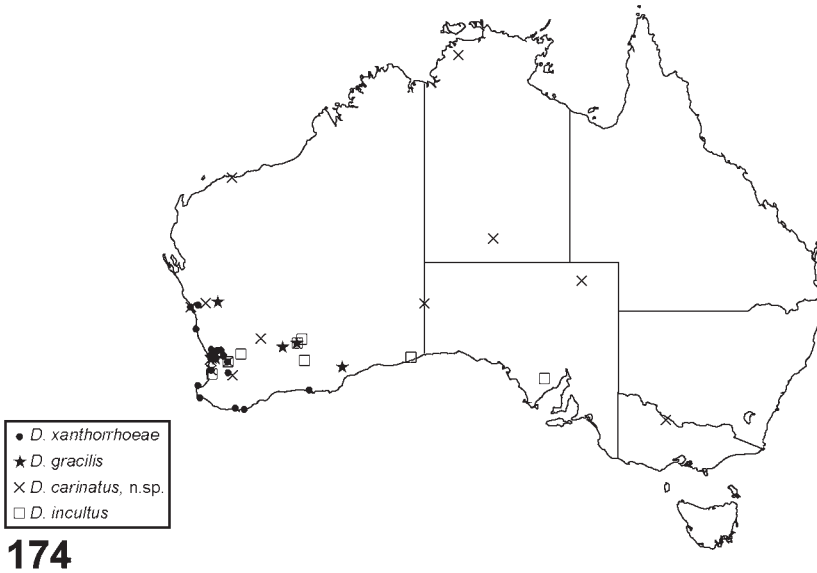 D. xanthorrhoeae
D. gracilis
D. carinatus, n.sp.
D. incultus
174